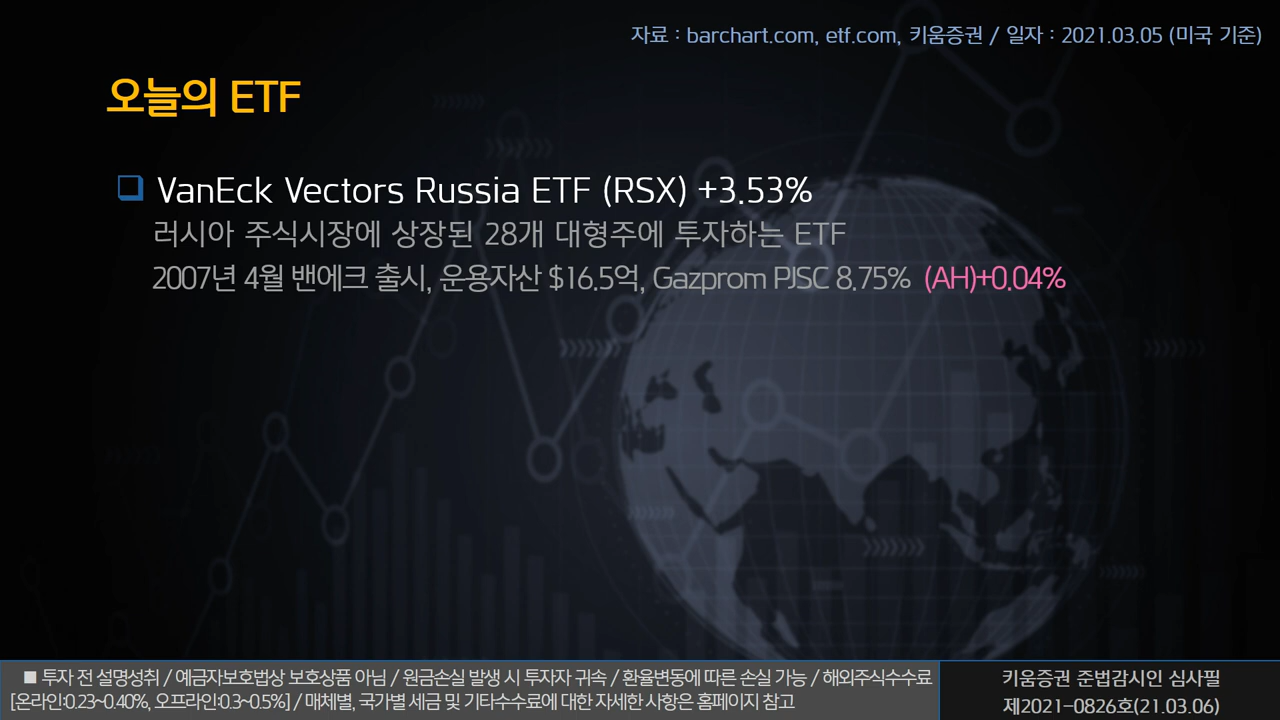 자료 : barchart.com, etf.com, 키움증권 / 일자 : 2021.03.05 (미국 기준)
오늘의 ETF
❑ VanEck Vectors Russia ETF (RSX) +3.53%
러시아 주식시장에 상장된 28개 대형주에 투자하는 ETF
2007년 4월 밴에크 출시, 운용자산 $16.5억, Gazprom PJSC 8.75% (AH)+0.04%
■ 투자 전 설명성취 / 예금자보호법상 보호상품 아님 / 원금손실 발생 시 투자자 귀속 / 환율변동에 따른 손실 가능 / 해외주식수수료
[온라인:0.23~0.40%, 오프라인:0.3~0.5%] / 매체별, 국가별 세금 및 기타수수료에 대한 자세한 사항은 홈페이지 참고
키움증권 준법감시인 심사필
제2021-0826호(21.03.06)